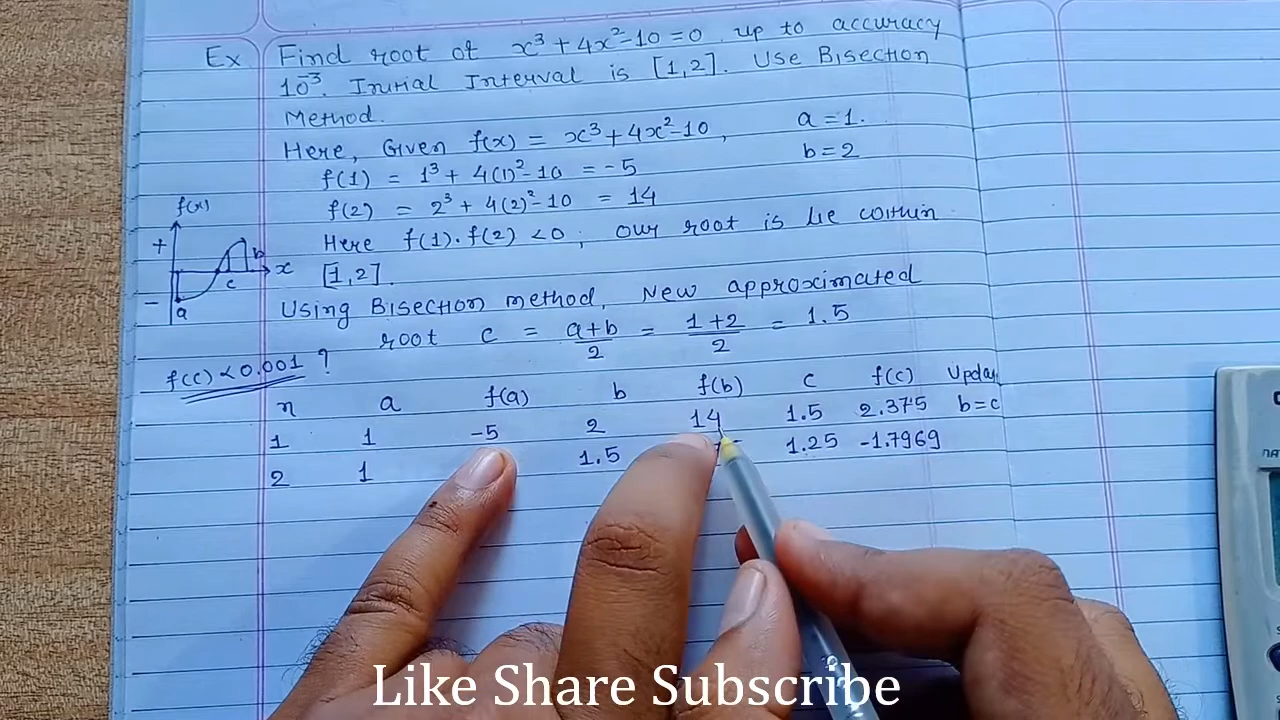 Ex Find root of x³ + 4x² - 10 = 0 up to accuracy
10⁻³. Initial Interval is [1,2]. Use Bisection
Method.
Here, Given f(x) = x³ + 4x² - 10, a = 1.
f(1) = 1³ + 4(1)² - 10 = -5 b = 2
f(2) = 2³ + 4(2)² - 10 = 14
Here f(1).f(2) < 0; our root is lie within
[1,2].
f(x)
+
b
x
c
-
a
Using Bisection method, New approximated
root c = a+b/2 = 1+2/2 = 1.5
f(c) < 0.001 ?
n a f(a) b f(b) c f(c) Updat
1 1 -5 2 14 1.5 2.375 b=c
2 1 1.5 1.25 -1.7969
Like Share Subscribe